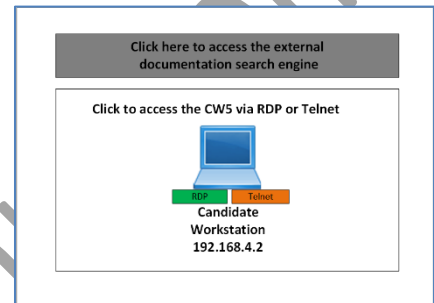 Click here to access the external
documentation search engine
Click to access the CW5 via RDP or Telnet
RDP Telnet
Candidate
Workstation
192.168.4.2